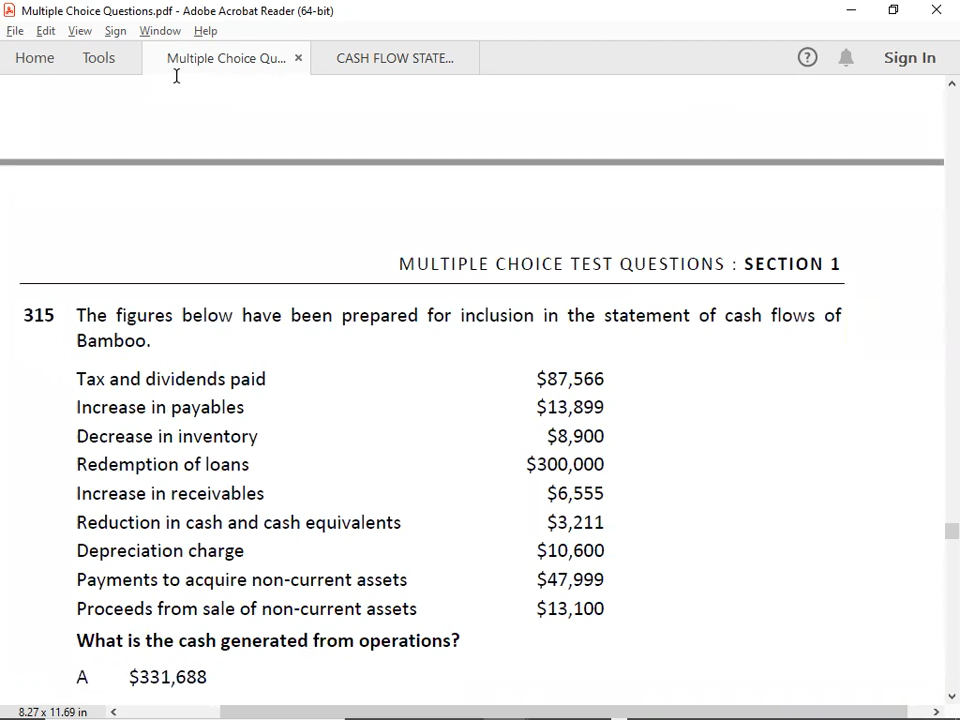 Multiple Choice Questions.pdf - Adobe Acrobat Reader (64-bit)
File Edit View Sign Window Help
Home Tools Multiple Choice Qu... × CASH FLOW STATE... ? Sign In
MULTIPLE CHOICE TEST QUESTIONS : SECTION 1
315 The figures below have been prepared for inclusion in the statement of cash flows of
Bamboo.
Tax and dividends paid $87,566
Increase in payables $13,899
Decrease in inventory $8,900
Redemption of loans $300,000
Increase in receivables $6,555
Reduction in cash and cash equivalents $3,211
Depreciation charge $10,600
Payments to acquire non-current assets $47,999
Proceeds from sale of non-current assets $13,100
What is the cash generated from operations?
A $331,688
8.27 x 11.69 in